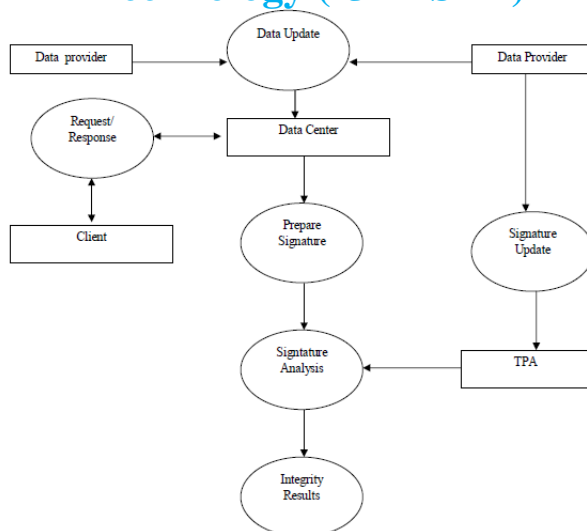 Data Update
Data provider
Data Provider
Request/
Response
Data Center
Client
Prepare
Signature
Signature
Update
Signtature
Analysis
TPA
Integrity
Results